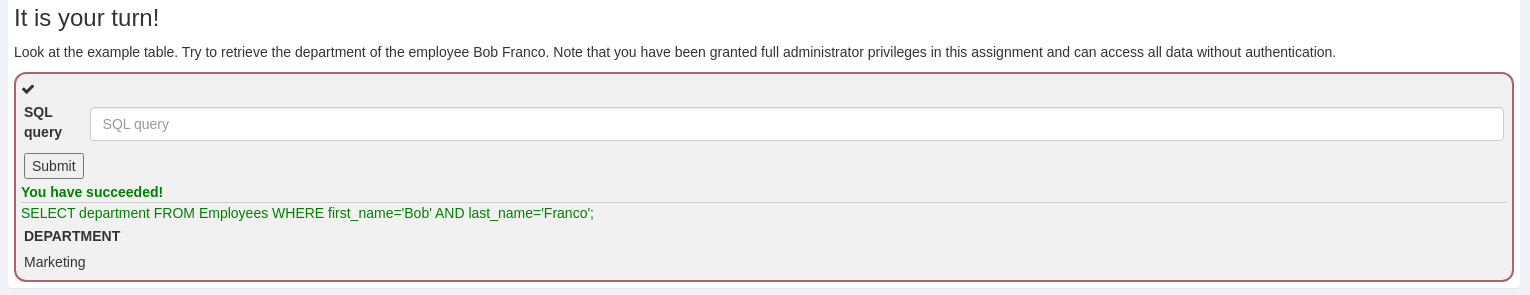 It is your turn!
Look at the example table. Try to retrieve the department of the employee Bob Franco. Note that you have been granted full administrator privileges in this assignment and can access all data without authentication.
SQL query
SQL query
Submit
You have succeeded!
SELECT department FROM Employees WHERE first_name='Bob' AND last_name='Franco';
DEPARTMENT
Marketing